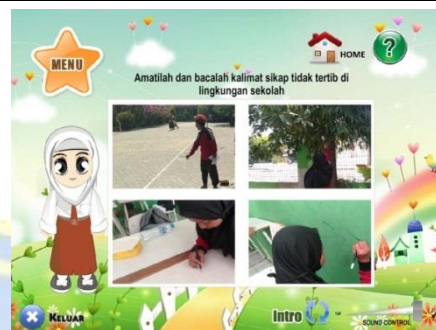 MENU
HOME
?
Amatilah dan bacalah kalimat sikap tidak tertib di
lingkungan sekolah
KELUAR
Intro
SOUND CONTROL